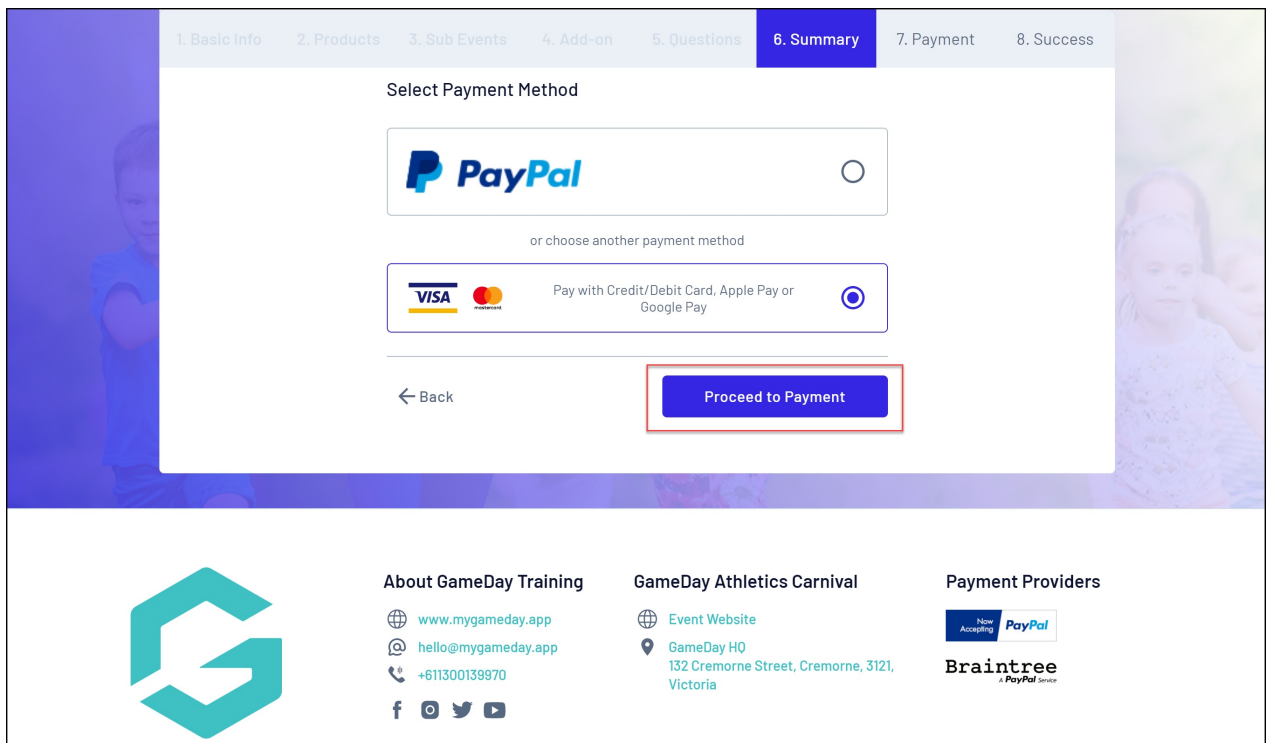 1. Basic Info 2. Products 3. Sub Events 4. Add-on 5. Questions 6. Summary 7. Payment 8. Success
Select Payment Method
PayPal
or choose another payment method
VISA mastercard Pay with Credit/Debit Card, Apple Pay or
Google Pay
Back Proceed to Payment
About GameDay Training
www.mygameday.app
hello@mygameday.app
+611300139970
GameDay Athletics Carnival
Event Website
GameDay HQ
132 Cremorne Street, Cremorne, 3121,
Victoria
Payment Providers
Now
Accepting PayPal
Braintree
A PayPal Service